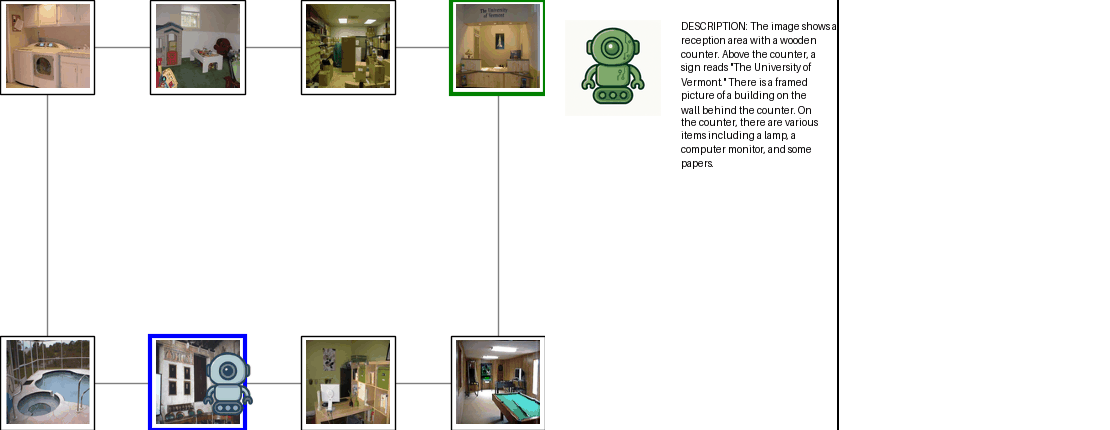 The University
of Vermont
DESCRIPTION: The image shows a
reception area with a wooden
counter. Above the counter, a
sign reads "The University of
Vermont." There is a framed
picture of a building on the
wall behind the counter. On
the counter, there are various
items including a lamp, a
computer monitor, and some
papers.